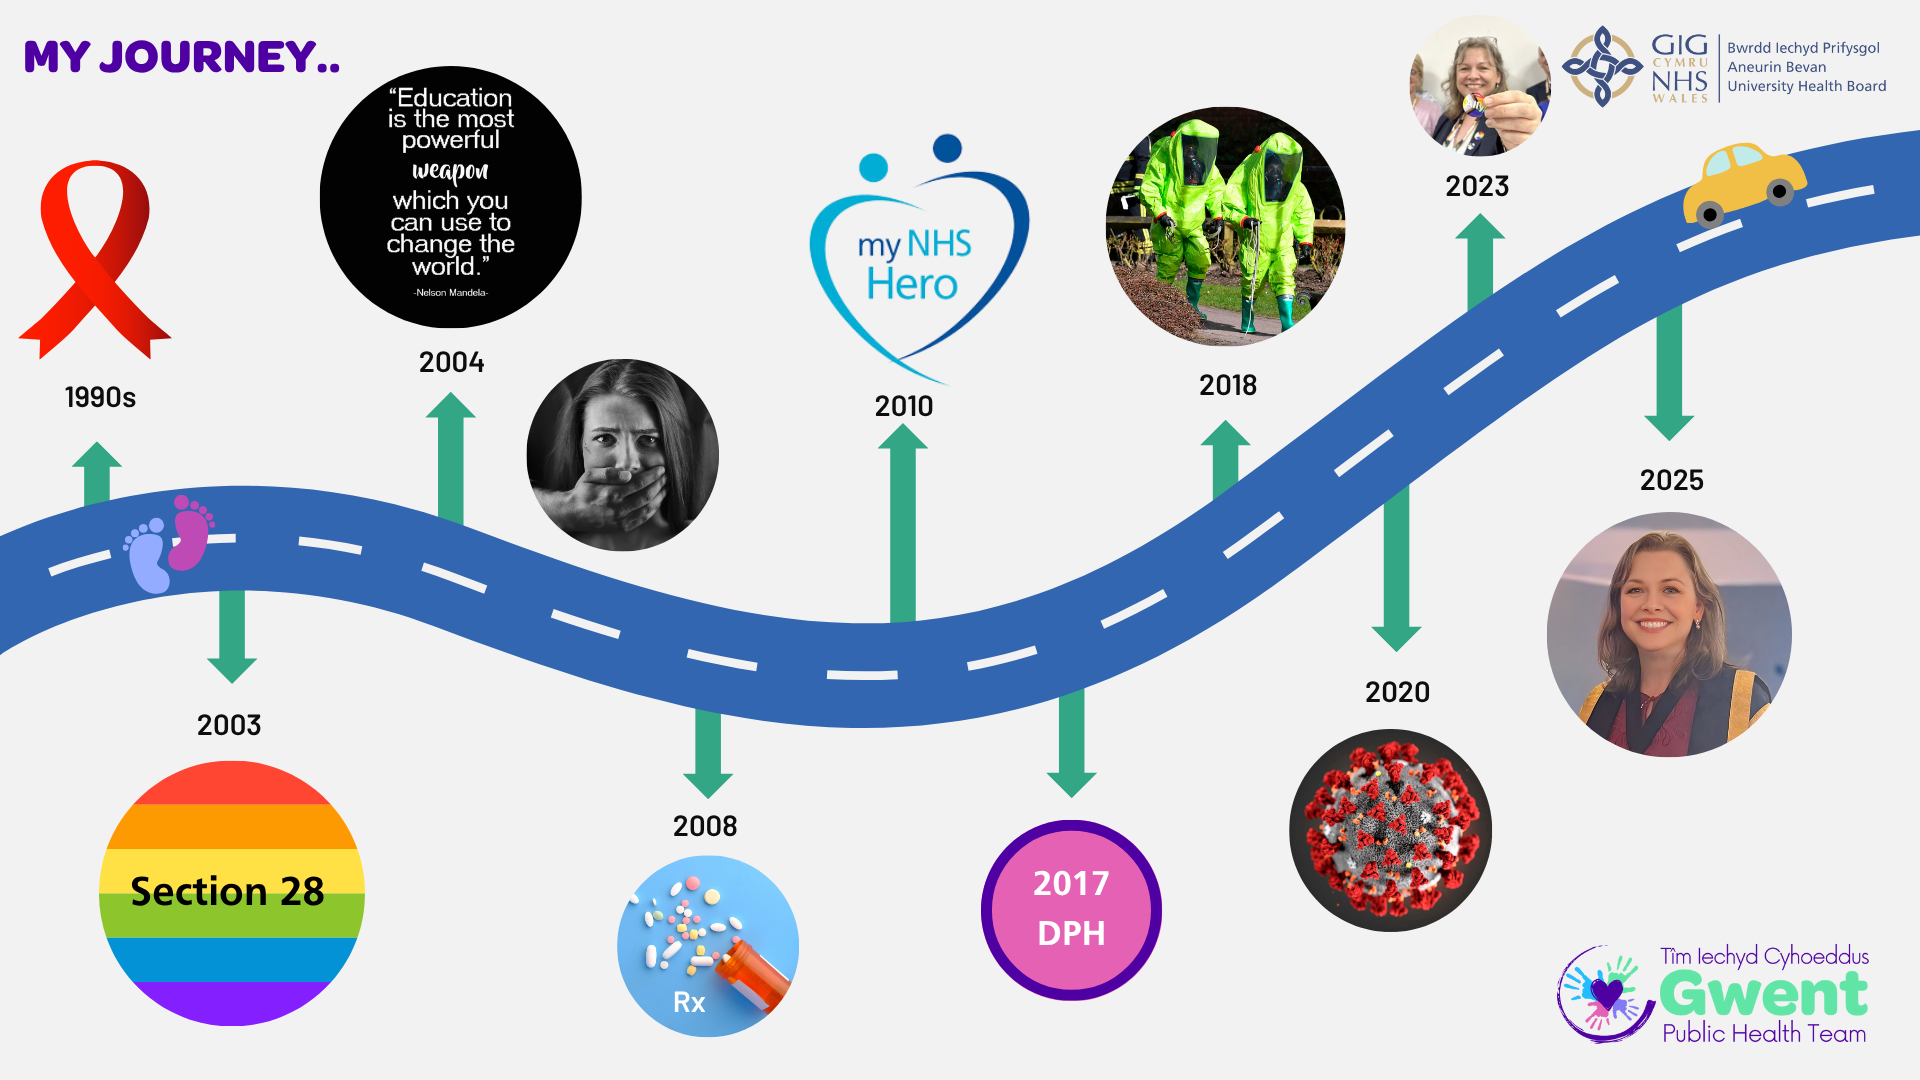 MY JOURNEY..
GIG
CYMRU
NHS
WALES
Bwrdd Iechyd Prifysgol
Aneurin Bevan
University Health Board
1990s
“Education
is the most
powerful
weapon
which you
can use to
change the
world.”
-Nelson Mandela-
2004
my NHS
Hero
2010
2018
2023
2003
Section 28
2008
Rx
2017
DPH
2020
2025
Tîm Iechyd Cyhoeddus
Gwent
Public Health Team